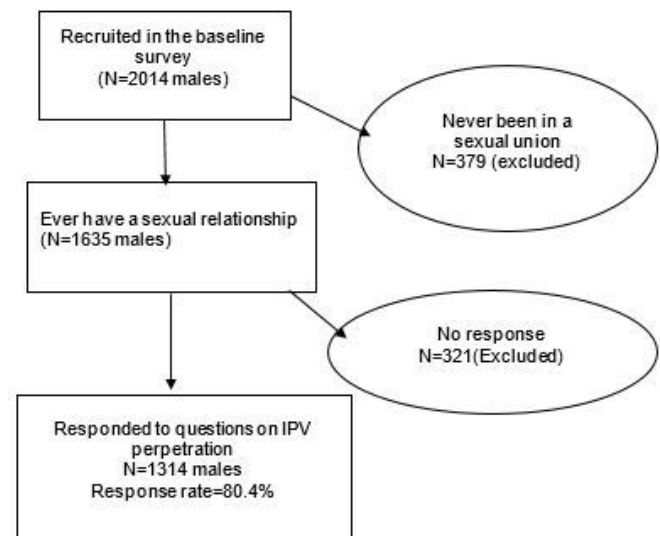 Recruited in the baseline
survey
(N=2014 males)
Never been in a
sexual union
N=379 (excluded)
Ever have a sexual relationship
(N=1635 males)
No response
N=321(Excluded)
Responded to questions on IPV
perpetration
N=1314 males
Response rate=80.4%